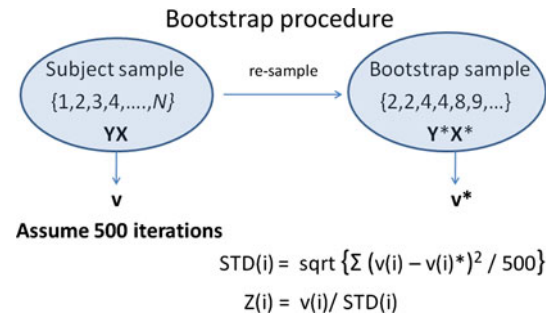 Bootstrap procedure
Subject sample
{1,2,3,4,....,N}
YX
re-sample
Bootstrap sample
{2,2,4,4,8,9,...}
Y*X*
v
v*
Assume 500 iterations
STD(i) = sqrt {Σ (v(i) – v(i)*)² / 500}
Z(i) = v(i)/ STD(i)